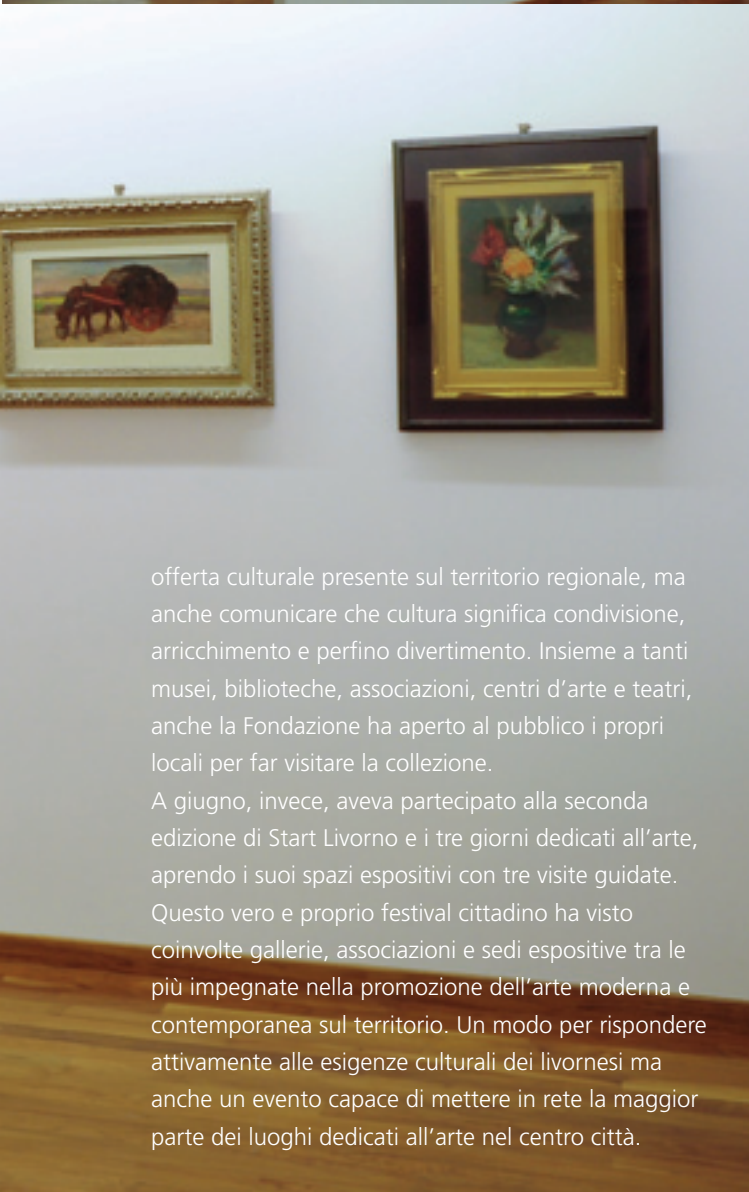 offerta culturale presente sul territorio regionale, ma
anche comunicare che cultura significa condivisione,
arricchimento e perfino divertimento. Insieme a tanti
musei, biblioteche, associazioni, centri d’arte e teatri,
anche la Fondazione ha aperto al pubblico i propri
locali per far visitare la collezione.
A giugno, invece, aveva partecipato alla seconda
edizione di Start Livorno e i tre giorni dedicati all’arte,
aprendo i suoi spazi espositivi con tre visite guidate.
Questo vero e proprio festival cittadino ha visto
coinvolte gallerie, associazioni e sedi espositive tra le
più impegnate nella promozione dell’arte moderna e
contemporanea sul territorio. Un modo per rispondere
attivamente alle esigenze culturali dei livornesi ma
anche un evento capace di mettere in rete la maggior
parte dei luoghi dedicati all’arte nel centro città.